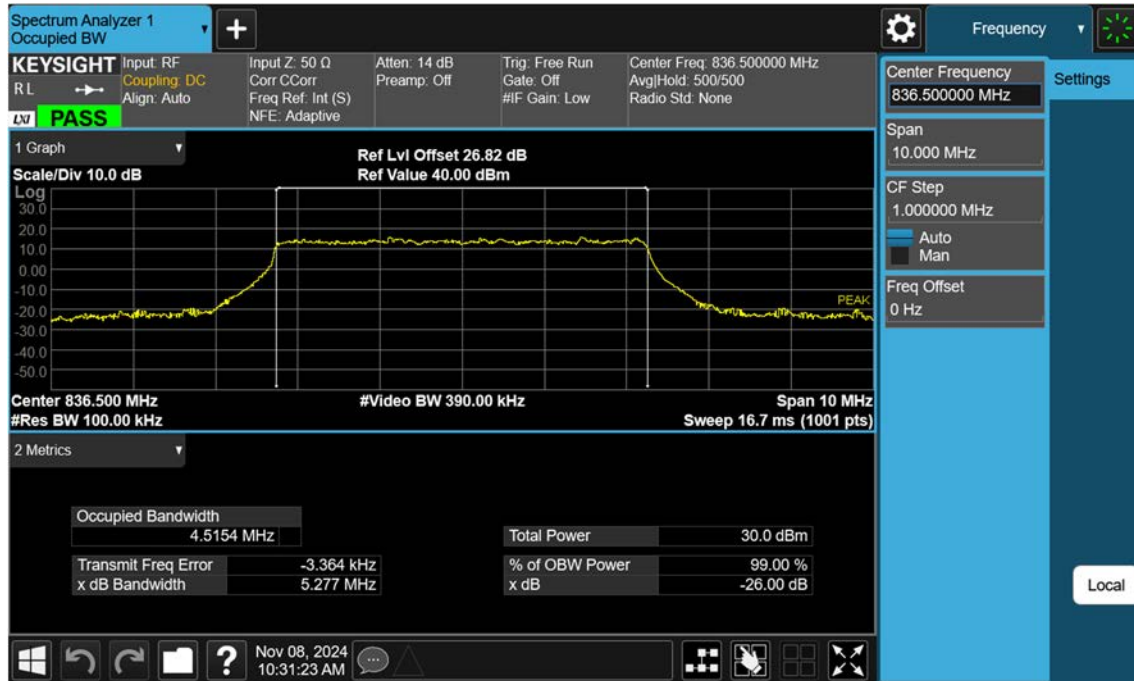 Spectrum Analyzer 1
Occupied BW
+
Frequency
KEYSIGHT
R L
LXI PASS
Input: RF
Coupling: DC
Align: Auto
Input Z: 50 Ω
Corr CCorr
Freq Ref: Int (S)
NFE: Adaptive
Atten: 14 dB
Preamp: Off
Trig: Free Run
Gate: Off
#IF Gain: Low
Center Freq: 836.500000 MHz
Avg|Hold: 500/500
Radio Std: None
Center Frequency
836.500000 MHz
Settings
Span
10.000 MHz
CF Step
1.000000 MHz
Auto
Man
Freq Offset
0 Hz
Local
1 Graph
Scale/Div 10.0 dB
Ref Lvl Offset 26.82 dB
Ref Value 40.00 dBm
Log
30.0
20.0
10.0
0.00
-10.0
-20.0
-30.0
-40.0
-50.0
PEAK
Center 836.500 MHz
#Video BW 390.00 kHz
Span 10 MHz
#Res BW 100.00 kHz
Sweep 16.7 ms (1001 pts)
2 Metrics
Occupied Bandwidth
4.5154 MHz
Total Power 30.0 dBm
Transmit Freq Error -3.364 kHz
% of OBW Power 99.00 %
x dB Bandwidth 5.277 MHz
x dB -26.00 dB
?
Nov 08, 2024
10:31:23 AM